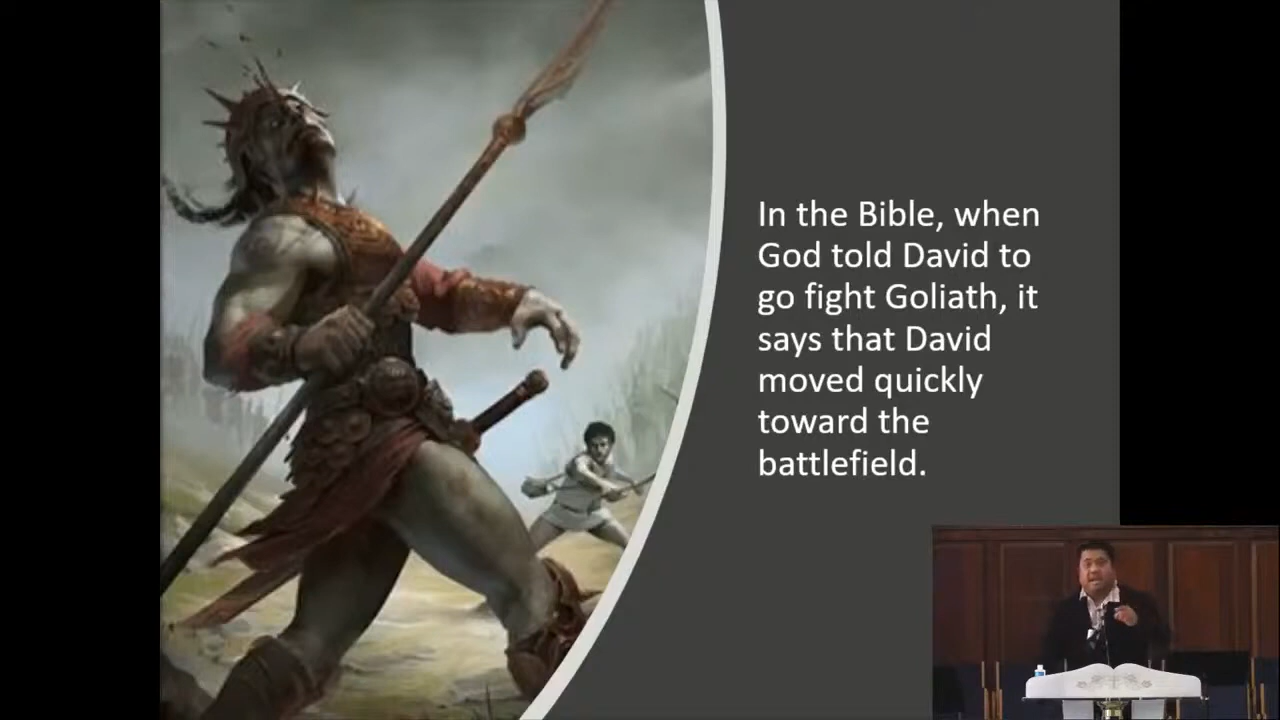 In the Bible, when
God told David to
go fight Goliath, it
says that David
moved quickly
toward the
battlefield.